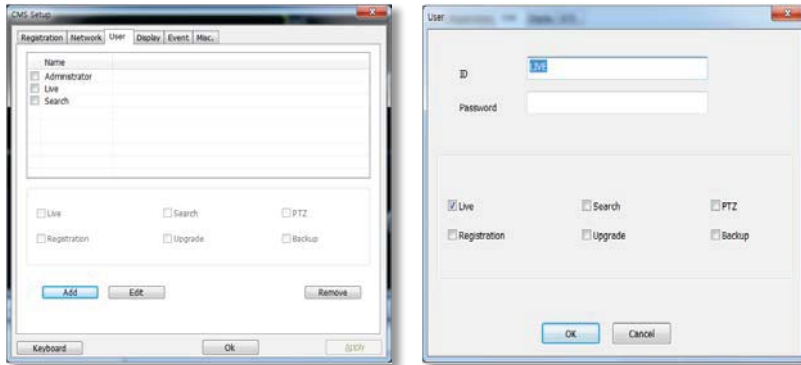 CMS Setup
Registration Network User Display Event Misc.
Name
Administrator
Live
Search
Live Search PTZ
Registration Upgrade Backup
Add Edit Remove
Keyboard Ok Apply
User
ID LIVE
Password
Live Search PTZ
Registration Upgrade Backup
OK Cancel